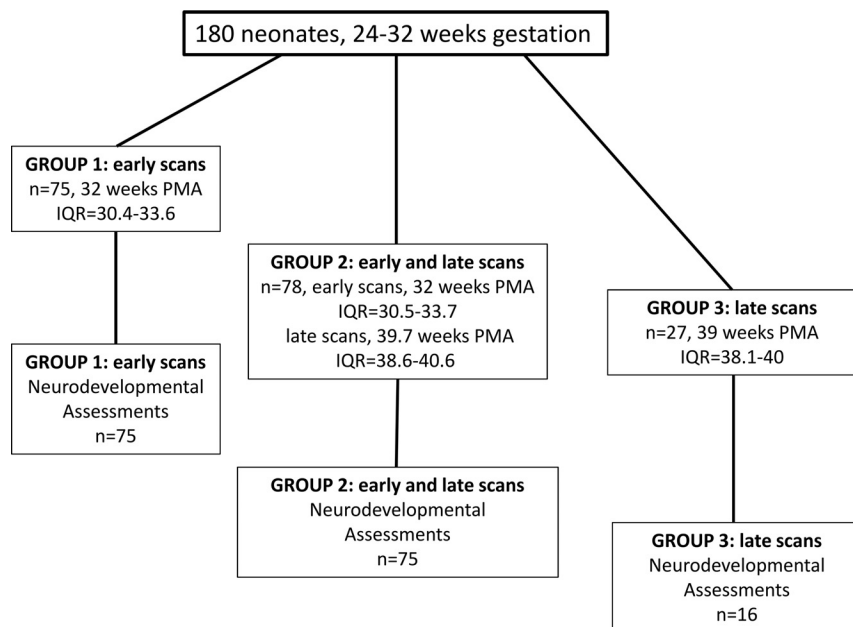 180 neonates, 24-32 weeks gestation
GROUP 1: early scans
n=75, 32 weeks PMA
IQR=30.4-33.6
GROUP 2: early and late scans
n=78, early scans, 32 weeks PMA
IQR=30.5-33.7
late scans, 39.7 weeks PMA
IQR=38.6-40.6
GROUP 3: late scans
n=27, 39 weeks PMA
IQR=38.1-40
GROUP 1: early scans
Neurodevelopmental
Assessments
n=75
GROUP 2: early and late scans
Neurodevelopmental
Assessments
n=75
GROUP 3: late scans
Neurodevelopmental
Assessments
n=16